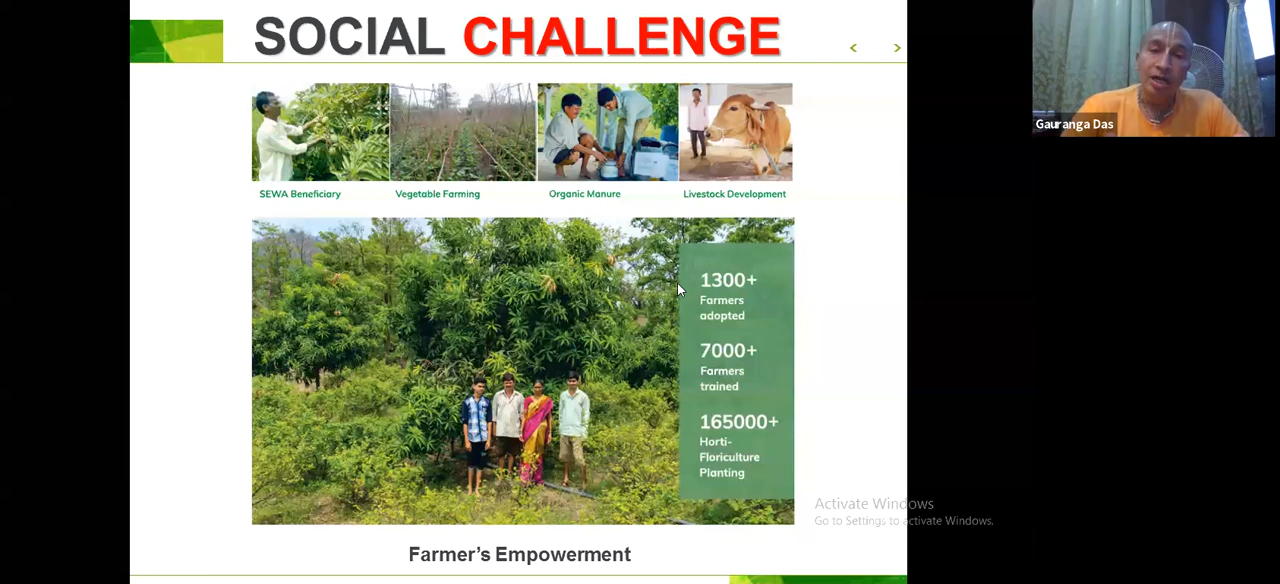 SOCIAL CHALLENGE
< >
Gauranga Das
SEWA Beneficiary
Vegetable Farming
Organic Manure
Livestock Development
1300+
Farmers
adopted
7000+
Farmers
trained
165000+
Horti-
Floriculture
Planting
Activate Windows
Go to Settings to activate Windows.
Farmer's Empowerment